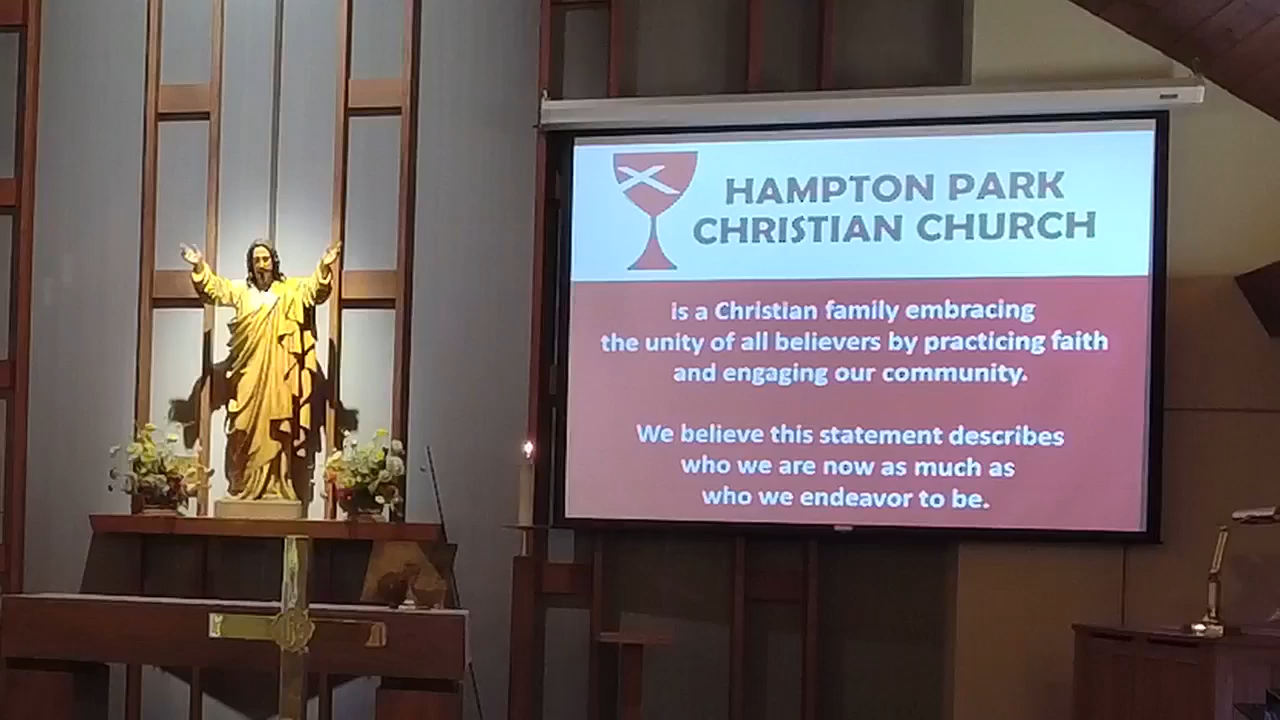 HAMPTON PARK
CHRISTIAN CHURCH
is a Christian family embracing
the unity of all believers by practicing faith
and engaging our community.
We believe this statement describes
who we are now as much as
who we endeavor to be.